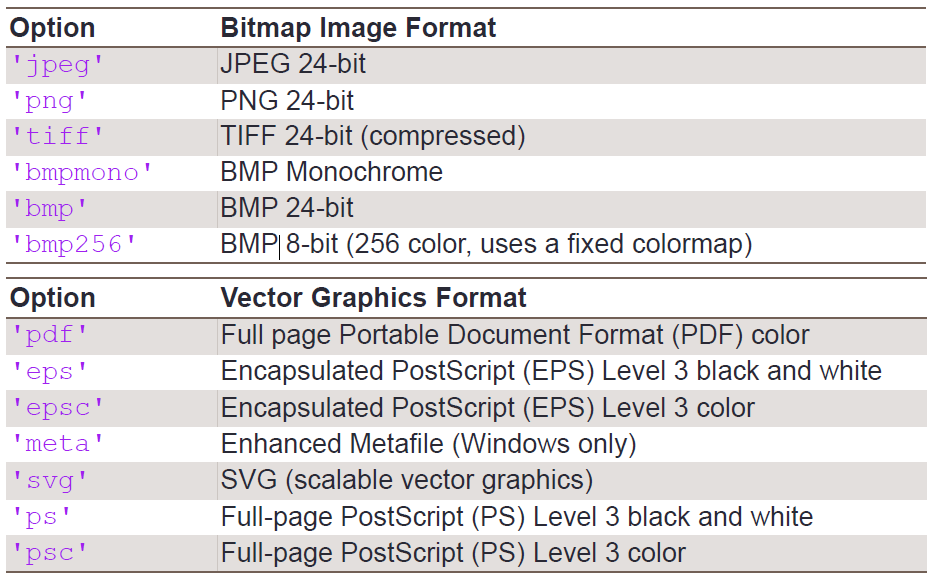 Option Bitmap Image Format
'jpeg' JPEG 24-bit
'png' PNG 24-bit
'tiff' TIFF 24-bit (compressed)
'bmpmono' BMP Monochrome
'bmp' BMP 24-bit
'bmp256' BMP 8-bit (256 color, uses a fixed colormap)
Option Vector Graphics Format
'pdf' Full page Portable Document Format (PDF) color
'eps' Encapsulated PostScript (EPS) Level 3 black and white
'epsc' Encapsulated PostScript (EPS) Level 3 color
'meta' Enhanced Metafile (Windows only)
'svg' SVG (scalable vector graphics)
'ps' Full-page PostScript (PS) Level 3 black and white
'psc' Full-page PostScript (PS) Level 3 color